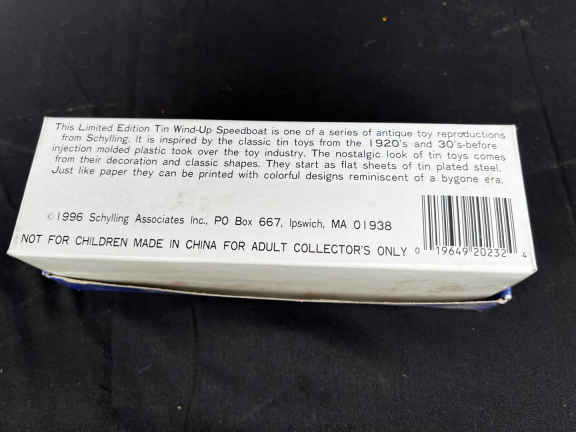 This Limited Edition Tin Wind-Up Speedboat is one of a series of antique toy reproductions
from Schylling. It is inspired by the classic tin toys from the 1920's and 30's-before
injection molded plastic took over the toy industry. The nostalgic look of tin toys comes
from their decoration and classic shapes. They start as flat sheets of tin plated steel.
Just like paper they can be printed with colorful designs reminiscent of a bygone era.
©1996 Schylling Associates Inc., PO Box 667, Ipswich, MA 01938
NOT FOR CHILDREN MADE IN CHINA FOR ADULT COLLECTOR'S ONLY
0 19649 20232 4